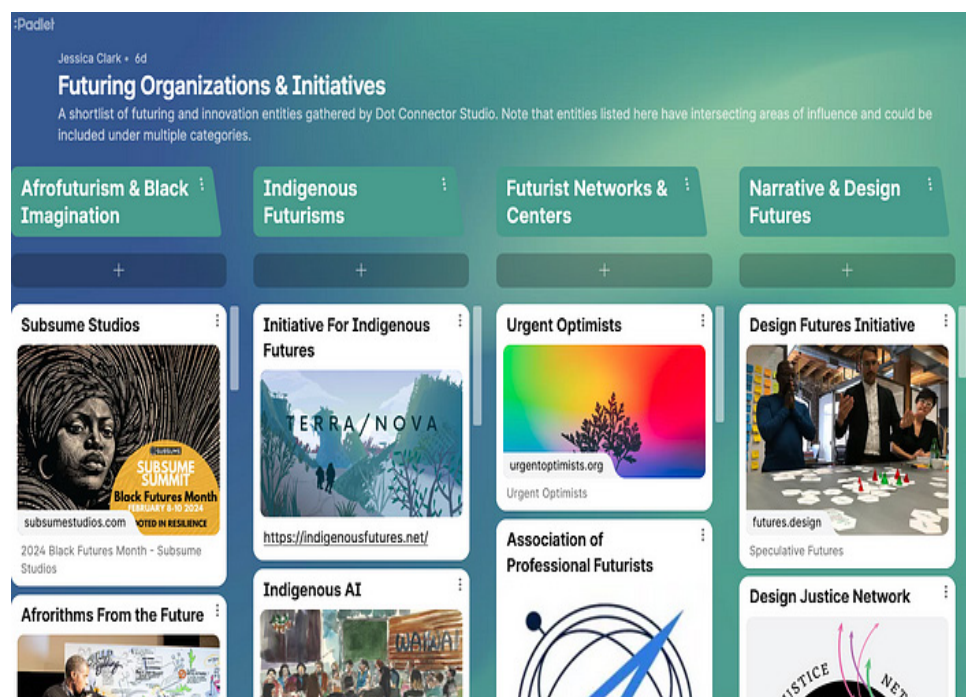 :Padlet
Jessica Clark • 6d
Futuring Organizations & Initiatives
A shortlist of futuring and innovation entities gathered by Dot Connector Studio. Note that entities listed here have intersecting areas of influence and could be
included under multiple categories.
Afrofuturism & Black
Imagination
Indigenous
Futurisms
Futurist Networks &
Centers
Narrative & Design
Futures
Subsume Studios
SUBSUME
SUBSUME
SUMMIT
Black Futures Month
FEBRUARY 8-10 2024
OOTED IN RESILIENCE
subsumestudios.com
2024 Black Futures Month - Subsume
Studios
Afrorithms From the Future
Initiative For Indigenous
Futures
TERRA/NOVA
https://indigenousfutures.net/
Indigenous AI
Urgent Optimists
urgentoptimists.org
Urgent Optimists
Association of
Professional Futurists
Design Futures Initiative
futures.design
Speculative Futures
Design Justice Network